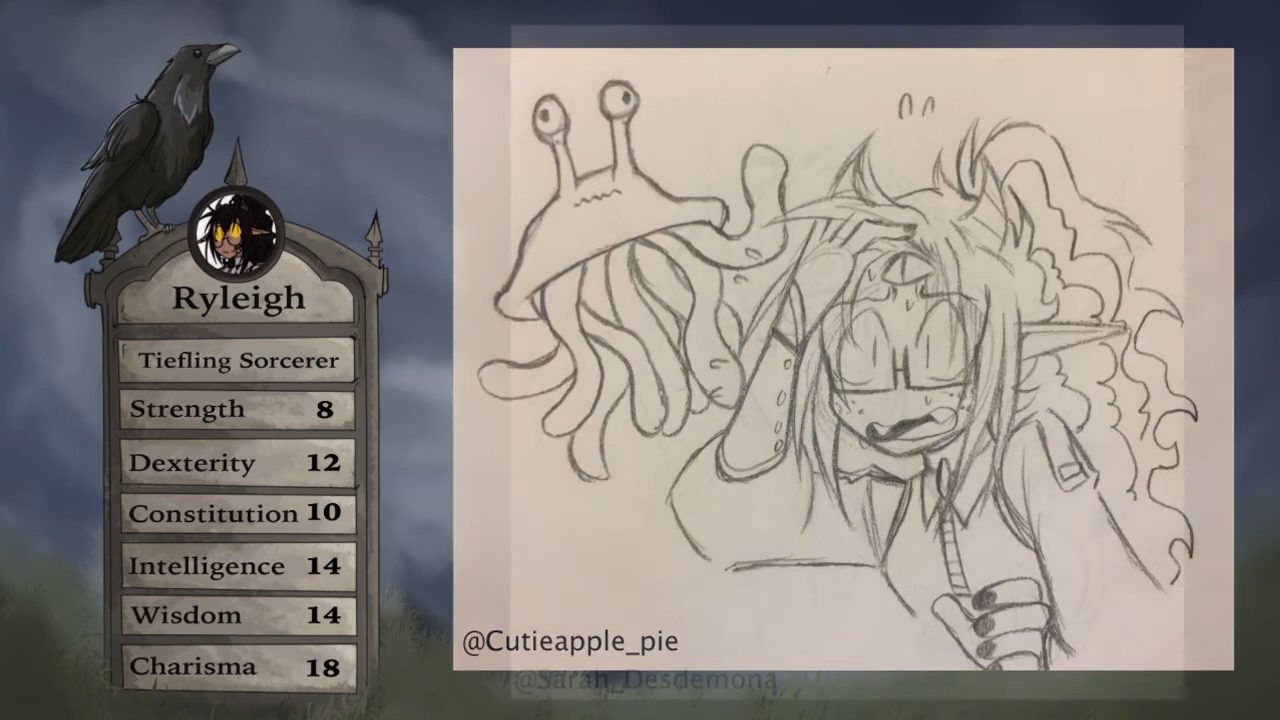 Ryleigh
Tiefling Sorcerer
Strength 8
Dexterity 12
Constitution 10
Intelligence 14
Wisdom 14
Charisma 18
@Cutieapple_pie
@Sarah_Desdemona